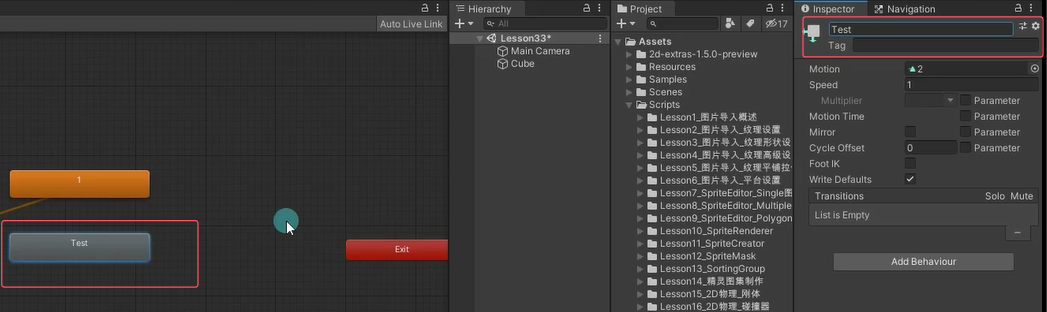 Auto Live Link
1
Test
Exit
Hierarchy
All
Lesson33*
Main Camera
Cube
Project
17
Assets
2d-extras-1.5.0-preview
Resources
Samples
Scenes
Scripts
Lesson1_图片导入概述
Lesson2_图片导入_纹理设置
Lesson3_图片导入_纹理形状设
Lesson4_图片导入_纹理高级设
Lesson5_图片导入_纹理平铺拉
Lesson6_图片导入_平台设置
Lesson7_SpriteEditor_Single图
Lesson8_SpriteEditor_Multiple
Lesson9_SpriteEditor_Polygon
Lesson10_SpriteRenderer
Lesson11_SpriteCreator
Lesson12_SpriteMask
Lesson13_SortingGroup
Lesson14_精灵图集制作
Lesson15_2D物理_刚体
Lesson16_2D物理_碰撞器
Inspector
Navigation
Test
Tag
Motion 2
Speed 1
Multiplier Parameter
Motion Time Parameter
Mirror Parameter
Cycle Offset 0 Parameter
Foot IK
Write Defaults
Transitions Solo Mute
List is Empty
Add Behaviour